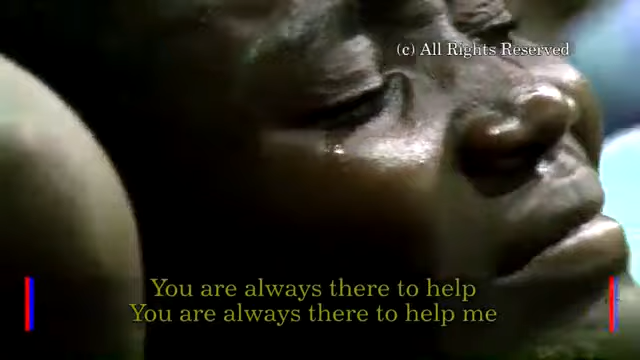 (c) All Rights Reserved
You are always there to help
You are always there to help me